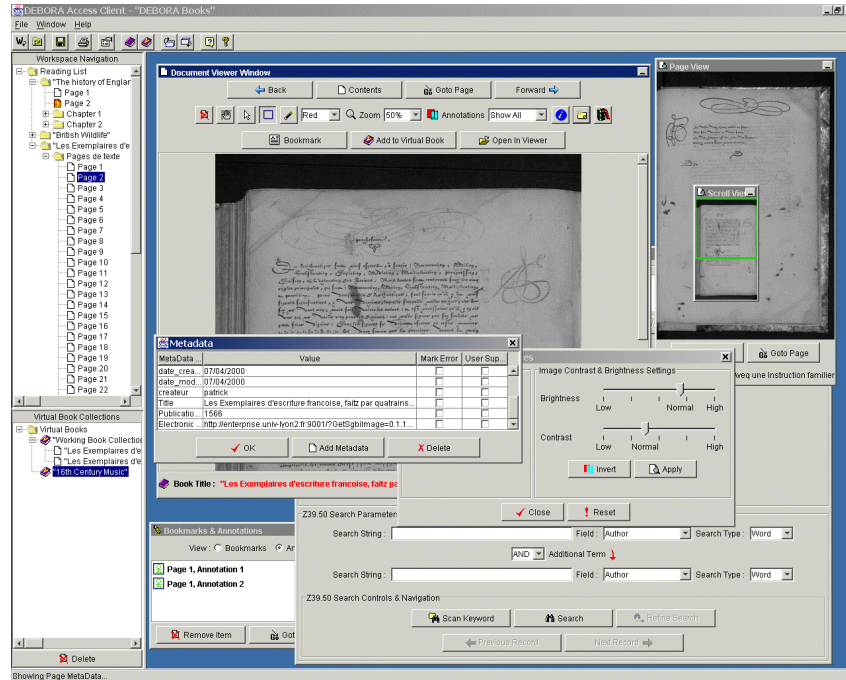 DEBORA Access Client - "DEBORA Books"
File Window Help
Workspace Navigation
Reading List
"The history of Englar
Page 1
Page 2
Chapter 1
Chapter 2
"British Wildlife"
"Les Exemplaires d'e
Pages de texte
Page 1
Page 2
Page 3
Page 4
Page 5
Page 6
Page 7
Page 8
Page 9
Page 10
Page 11
Page 12
Page 13
Page 14
Page 15
Page 16
Page 17
Page 18
Page 19
Page 20
Page 21
Page 22
Virtual Book Collections
Virtual Books
"Working Book Collection
"Les Exemplaires d'e
"Les Exemplaires d'e
"16th Century Music"
Delete
Showing Page MetaData...
Document Viewer Window
Back Contents Goto Page Forward
Red Zoom 50% Annotations Show All
Bookmark Add to Virtual Book Open In Viewer
Book Title : "Les Exemplaires d'escriture francoise, faitz pa
Page View
Scroll View
Goto Page
Aveq une Instruction familier
Metadata
MetaData ... Value Mark Error User Sup...
date_crea... 07/04/2000
date_mod... 07/04/2000
createur patrick
Title Les Exemplaires d'escriture francoise, faitz par quatrains...
Publicatio... 1566
Electronic http://enterprise.univ-lyon2.fr:9001/?GetSgbiImage=0.1.1...
OK Add Metadata Delete
es
Image Contrast & Brightness Settings
Brightness
Low Normal High
Contrast
Low Normal High
Invert Apply
Close Reset
Bookmarks & Annotations
View : Bookmarks Ar
Page 1, Annotation 1
Page 1, Annotation 2
Remove Item Got
Z39.50 Search Parameter
Search String : Field : Author Search Type : Word
AND Additional Term
Search String : Field : Author Search Type : Word
Z39.50 Search Controls & Navigation
Scan Keyword Search Refine Search
Previous Record Next Record